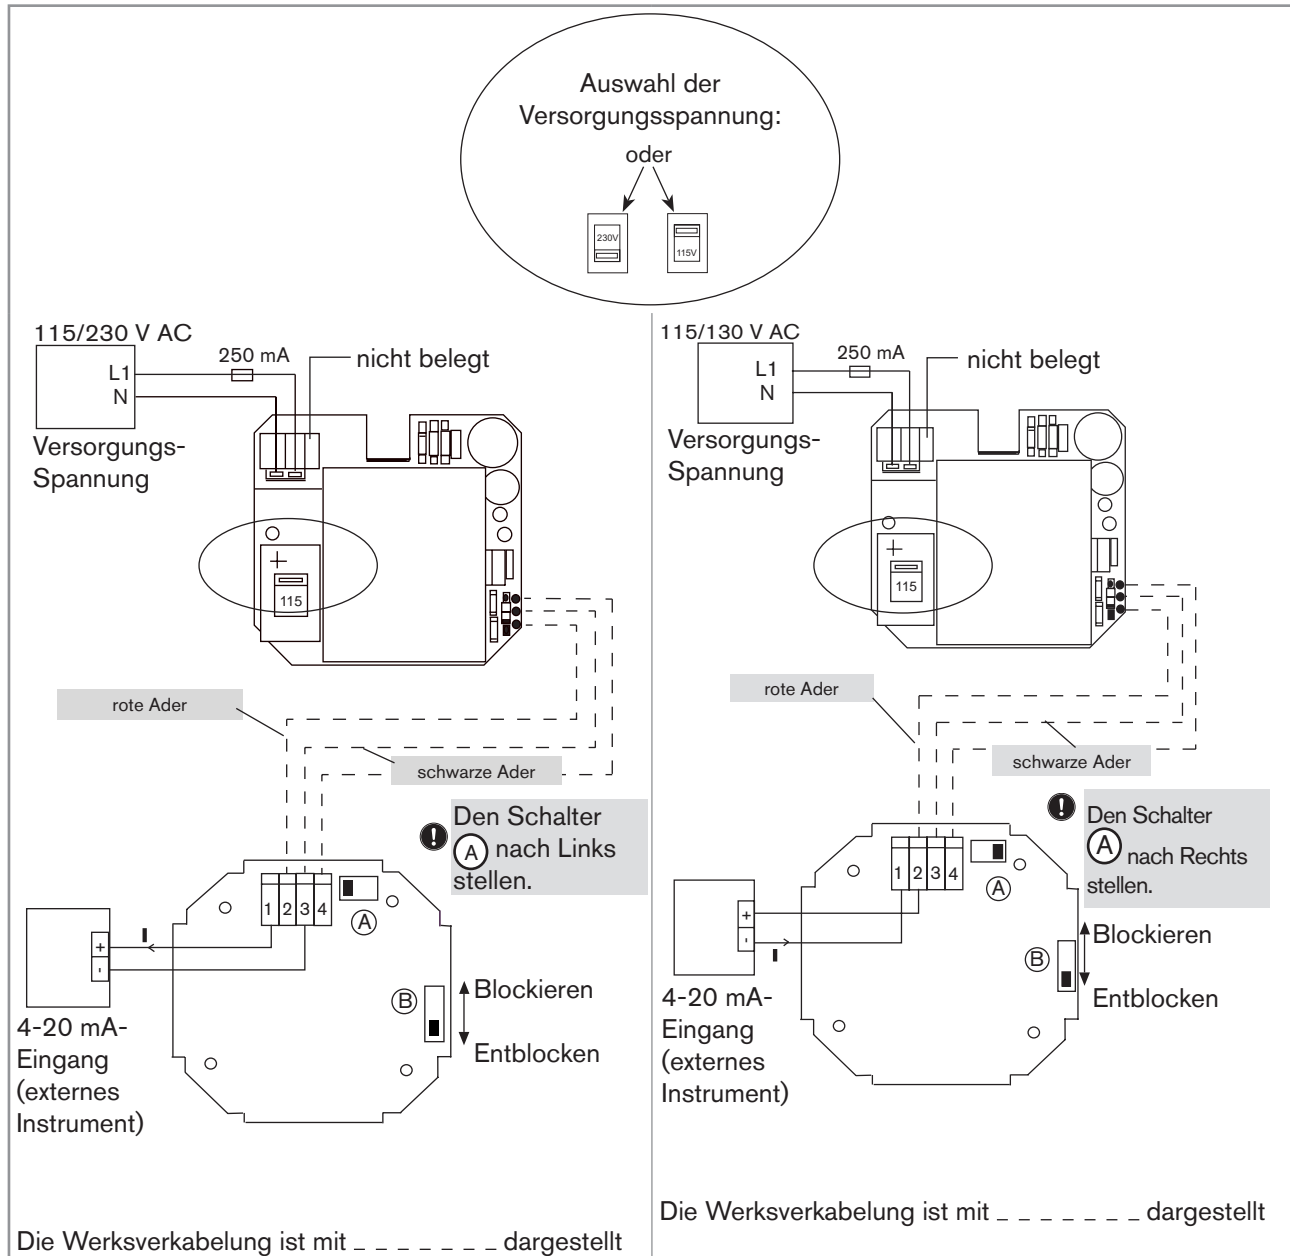 Auswahl der
Versorgungsspannung:
oder
230V
115V
115/230 V AC
L1
N
250 mA
nicht belegt
Versorgungs-
Spannung
115
rote Ader
schwarze Ader
Den Schalter
A nach Links
stellen.
1 2 3 4
A
+
-
I
B
Blockieren
Entblocken
4-20 mA-
Eingang
(externes
Instrument)
Die Werksverkabelung ist mit _ _ _ _ _ _ _ dargestellt
115/130 V AC
L1
N
250 mA
nicht belegt
Versorgungs-
Spannung
115
rote Ader
schwarze Ader
Den Schalter
A nach Rechts
stellen.
1 2 3 4
A
+
-
I
B
Blockieren
Entblocken
4-20 mA-
Eingang
(externes
Instrument)
Die Werksverkabelung ist mit _ _ _ _ _ _ _ dargestellt